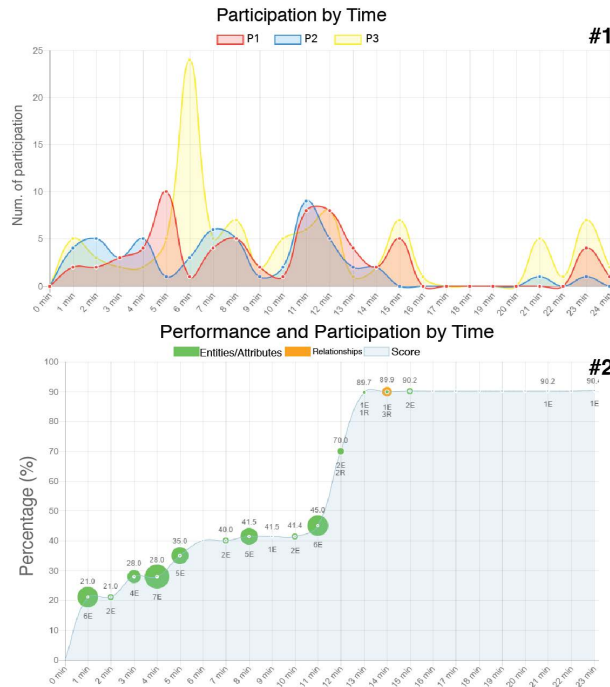 Participation by Time
#1
P1 P2 P3
Num. of participation
25
20
15
10
5
0
0 min 1 min 2 min 3 min 4 min 5 min 6 min 7 min 8 min 9 min 10 min 11 min 12 min 13 min 14 min 15 min 16 min 17 min 18 min 19 min 20 min 21 min 22 min 23 min 24 min
Performance and Participation by Time
#2
Entities/Attributes Relationships Score
Percentage (%)
100
90
80
70
60
50
40
30
20
10
0
21.0
6E
21.0
2E
28.0
4E
28.0
7E
35.0
5E
40.0
2E
41.5
5E
41.5
1E
41.4
2E
45.0
6E
70.0
2E
2R
89.7
1E
1R
89.9
1E
3R
90.2
2E
90.2
1E
90.4
1E
0 min 1 min 2 min 3 min 4 min 5 min 6 min 7 min 8 min 9 min 10 min 11 min 12 min 13 min 14 min 15 min 16 min 17 min 18 min 19 min 20 min 21 min 22 min 23 min